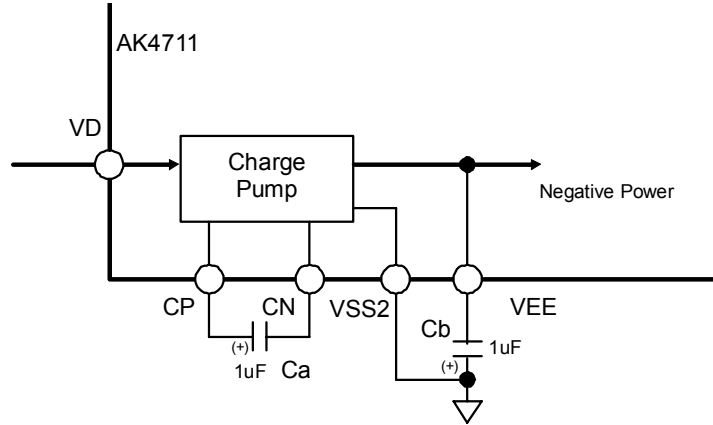 AK4711
VD
Charge
Pump
Negative Power
CP
CN
VSS2
VEE
(+)
1uF
Ca
Cb
1uF
(+)